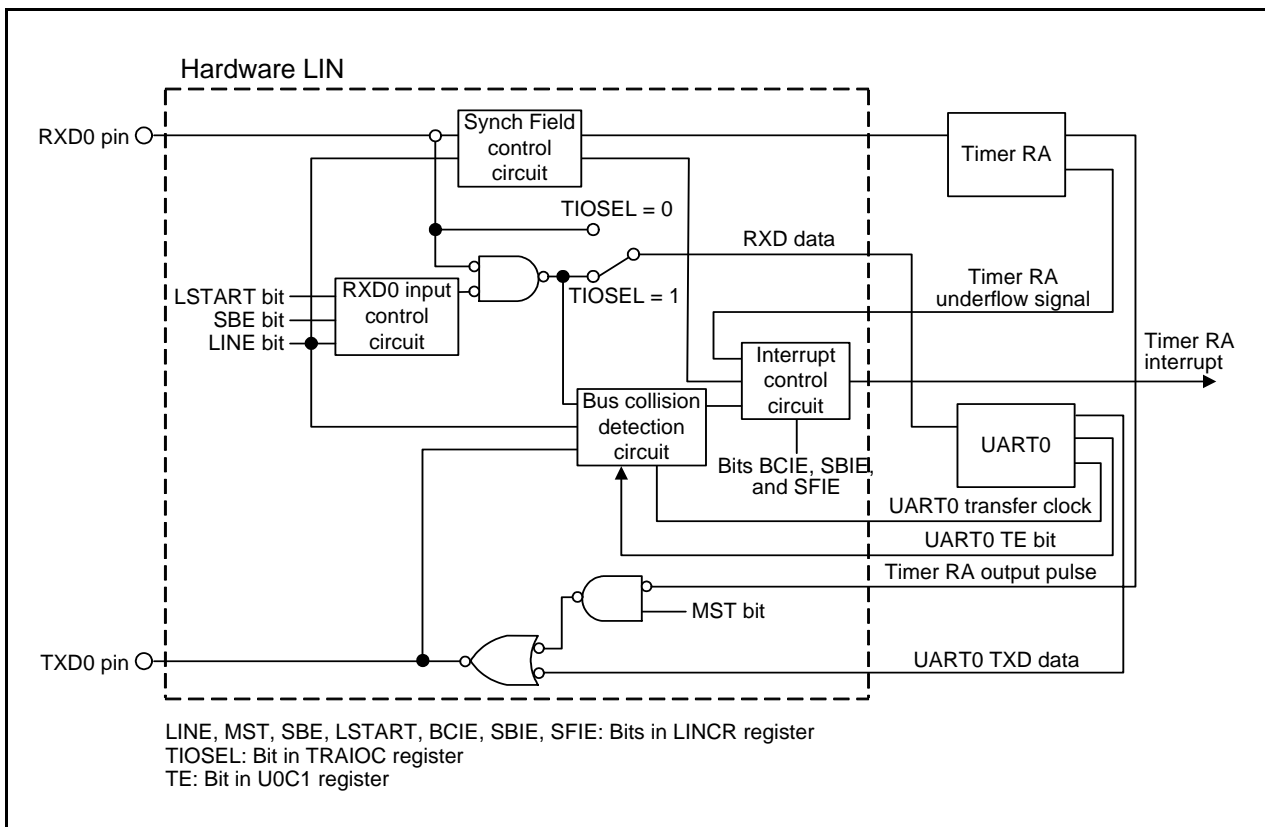 Hardware LIN
RXD0 pin
Synch Field
control
circuit
Timer RA
TIOSEL = 0
RXD data
TIOSEL = 1
Timer RA
underflow signal
LSTART bit
SBE bit
LINE bit
RXD0 input
control
circuit
Timer RA
interrupt
Interrupt
control
circuit
Bus collision
detection
circuit
Bits BCIE, SBIE,
and SFIE
UART0
UART0 transfer clock
UART0 TE bit
Timer RA output pulse
MST bit
TXD0 pin
UART0 TXD data
LINE, MST, SBE, LSTART, BCIE, SBIE, SFIE: Bits in LINCR register
TIOSEL: Bit in TRAIOC register
TE: Bit in U0C1 register